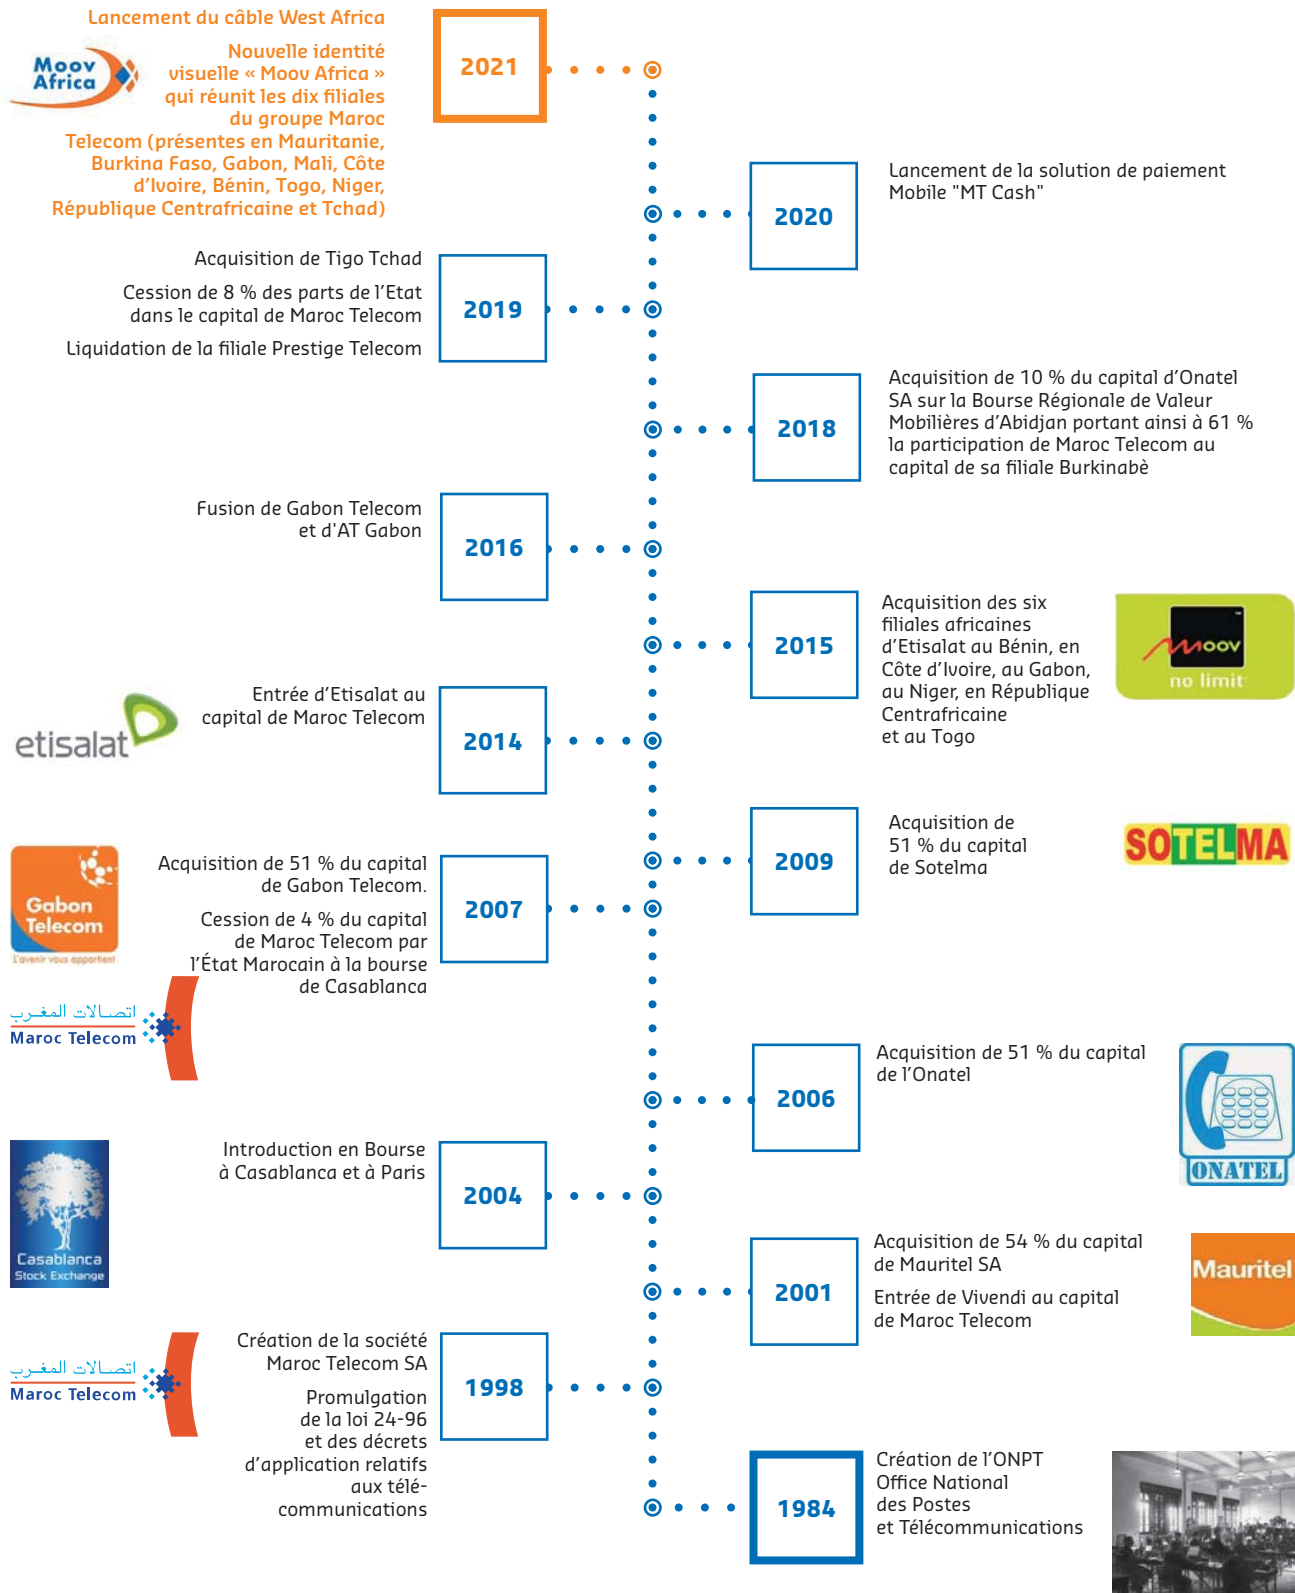 Lancement du câble West Africa
Moov
Africa
Nouvelle identité
visuelle « Moov Africa »
qui réunit les dix filiales
du groupe Maroc
Telecom (présentes en Mauritanie,
Burkina Faso, Gabon, Mali, Côte
d’Ivoire, Bénin, Togo, Niger,
République Centrafricaine et Tchad)
2021
Lancement de la solution de paiement
Mobile "MT Cash"
2020
Acquisition de Tigo Tchad
Cession de 8 % des parts de l’Etat
dans le capital de Maroc Telecom
Liquidation de la filiale Prestige Telecom
2019
Acquisition de 10 % du capital d’Onatel
SA sur la Bourse Régionale de Valeur
Mobilières d’Abidjan portant ainsi à 61 %
la participation de Maroc Telecom au
capital de sa filiale Burkinabè
2018
Fusion de Gabon Telecom
et d'AT Gabon
2016
Acquisition des six
filiales africaines
d’Etisalat au Bénin, en
Côte d’Ivoire, au Gabon,
au Niger, en République
Centrafricaine
et au Togo
2015
moov
no limit
Entrée d’Etisalat au
capital de Maroc Telecom
2014
etisalat
Acquisition de
51 % du capital
de Sotelma
2009
SOTELMA
Acquisition de 51 % du capital
de Gabon Telecom.
Cession de 4 % du capital
de Maroc Telecom par
l’État Marocain à la bourse
de Casablanca
2007
Gabon
Telecom
L'avenir vous appartient
اتصالات المغرب
Maroc Telecom
Acquisition de 51 % du capital
de l’Onatel
2006
ONATEL
Introduction en Bourse
à Casablanca et à Paris
2004
Casablanca
Stock Exchange
Acquisition de 54 % du capital
de Mauritel SA
Entrée de Vivendi au capital
de Maroc Telecom
2001
Mauritel
Création de la société
Maroc Telecom SA
Promulgation
de la loi 24-96
et des décrets
d’application relatifs
aux télé-
communications
1998
اتصالات المغرب
Maroc Telecom
Création de l’ONPT
Office National
des Postes
et Télécommunications
1984